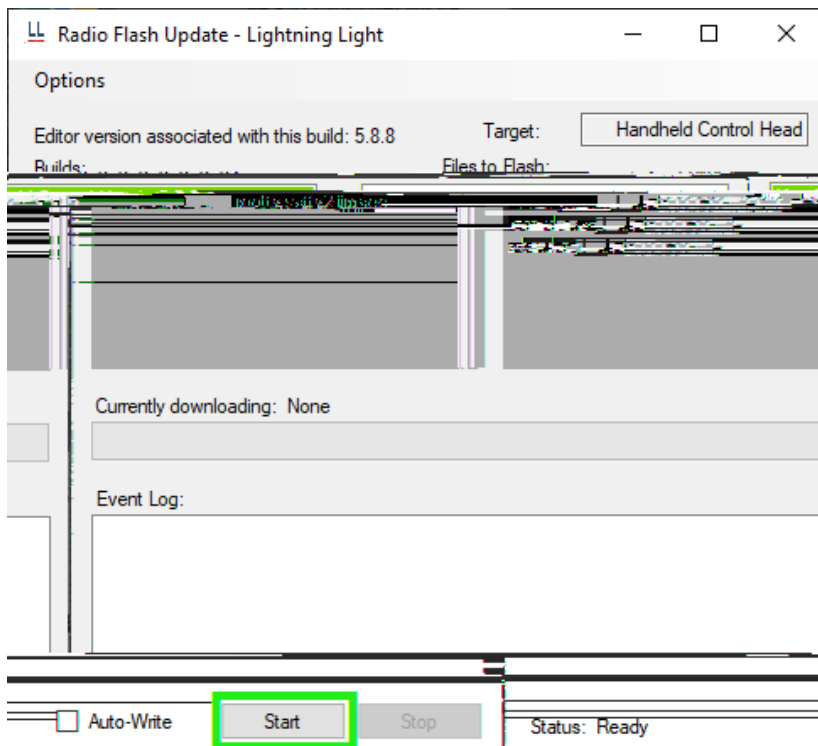 LL Radio Flash Update - Lightning Light
Options
Editor version associated with this build: 5.8.8 Target: Handheld Control Head
Builds: Files to Flash:
Currently downloading: None
Event Log:
Auto-Write Start Stop Status: Ready